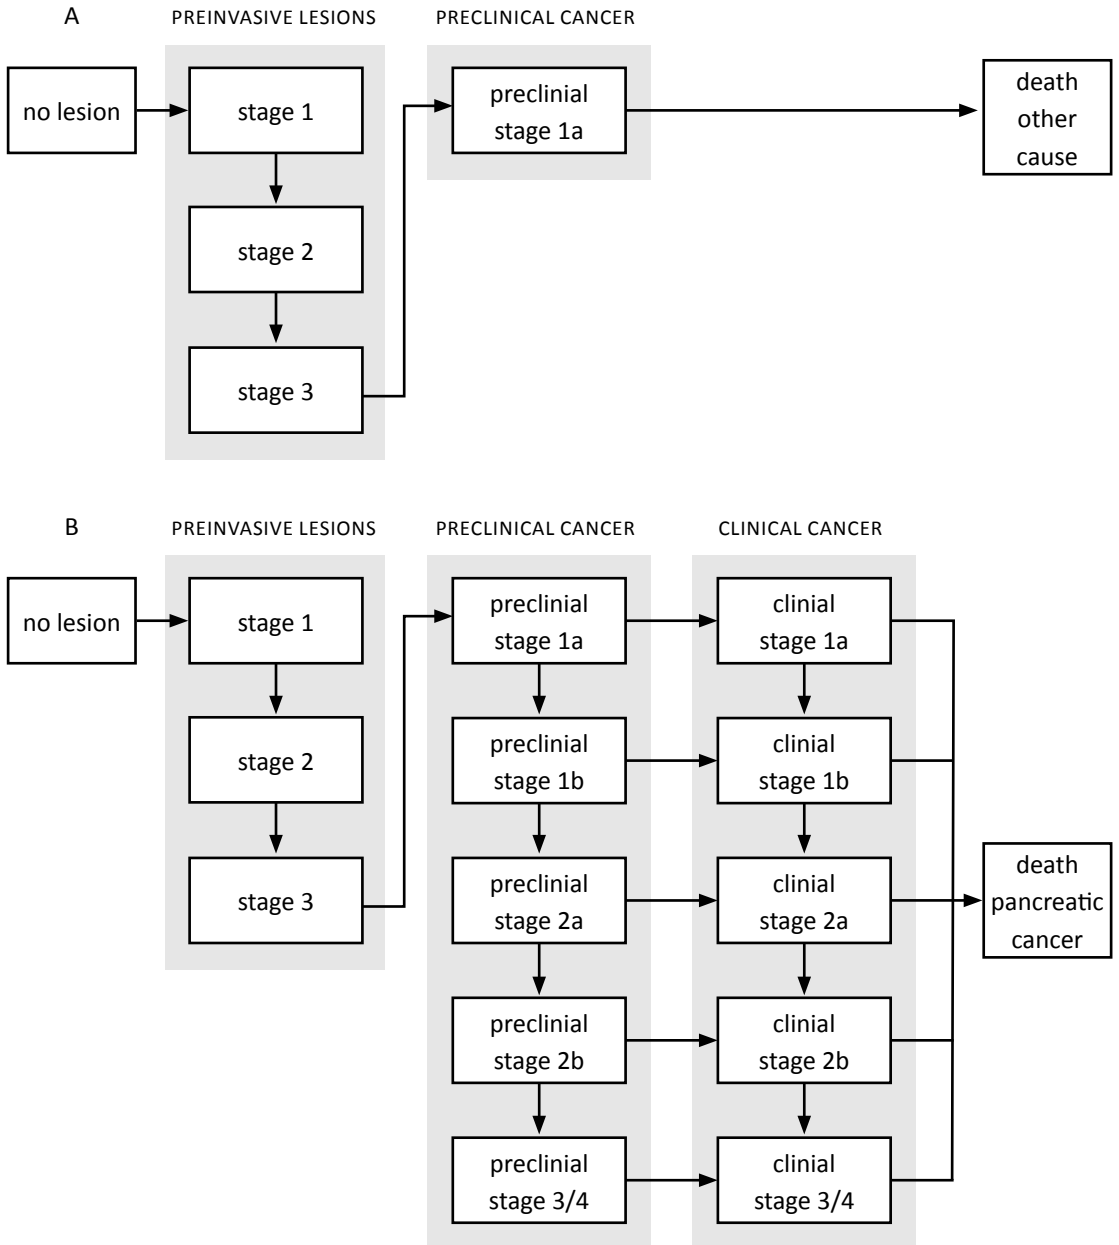 A
PREINVASIVE LESIONS
PRECLINICAL CANCER
no lesion
stage 1
preclinial
stage 1a
death
other
cause
stage 2
stage 3
B
PREINVASIVE LESIONS
PRECLINICAL CANCER
CLINICAL CANCER
no lesion
stage 1
preclinial
stage 1a
clinial
stage 1a
stage 2
preclinial
stage 1b
clinial
stage 1b
stage 3
preclinial
stage 2a
clinial
stage 2a
death
pancreatic
cancer
preclinial
stage 2b
clinial
stage 2b
preclinial
stage 3/4
clinial
stage 3/4